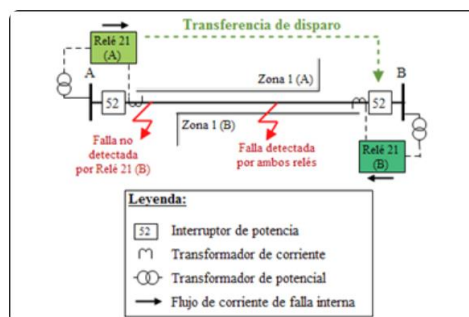 Transferencia de disparo
Relé 21
(A)
A
Zona 1 (A)
B
52
52
Zona 1 (B)
Falla no
detectada
por Relé 21 (B)
Falla detectada
por ambos relés
Relé 21
(B)
Leyenda:
52 Interruptor de potencia
Transformador de corriente
Transformador de potencial
Flujo de corriente de falla interna